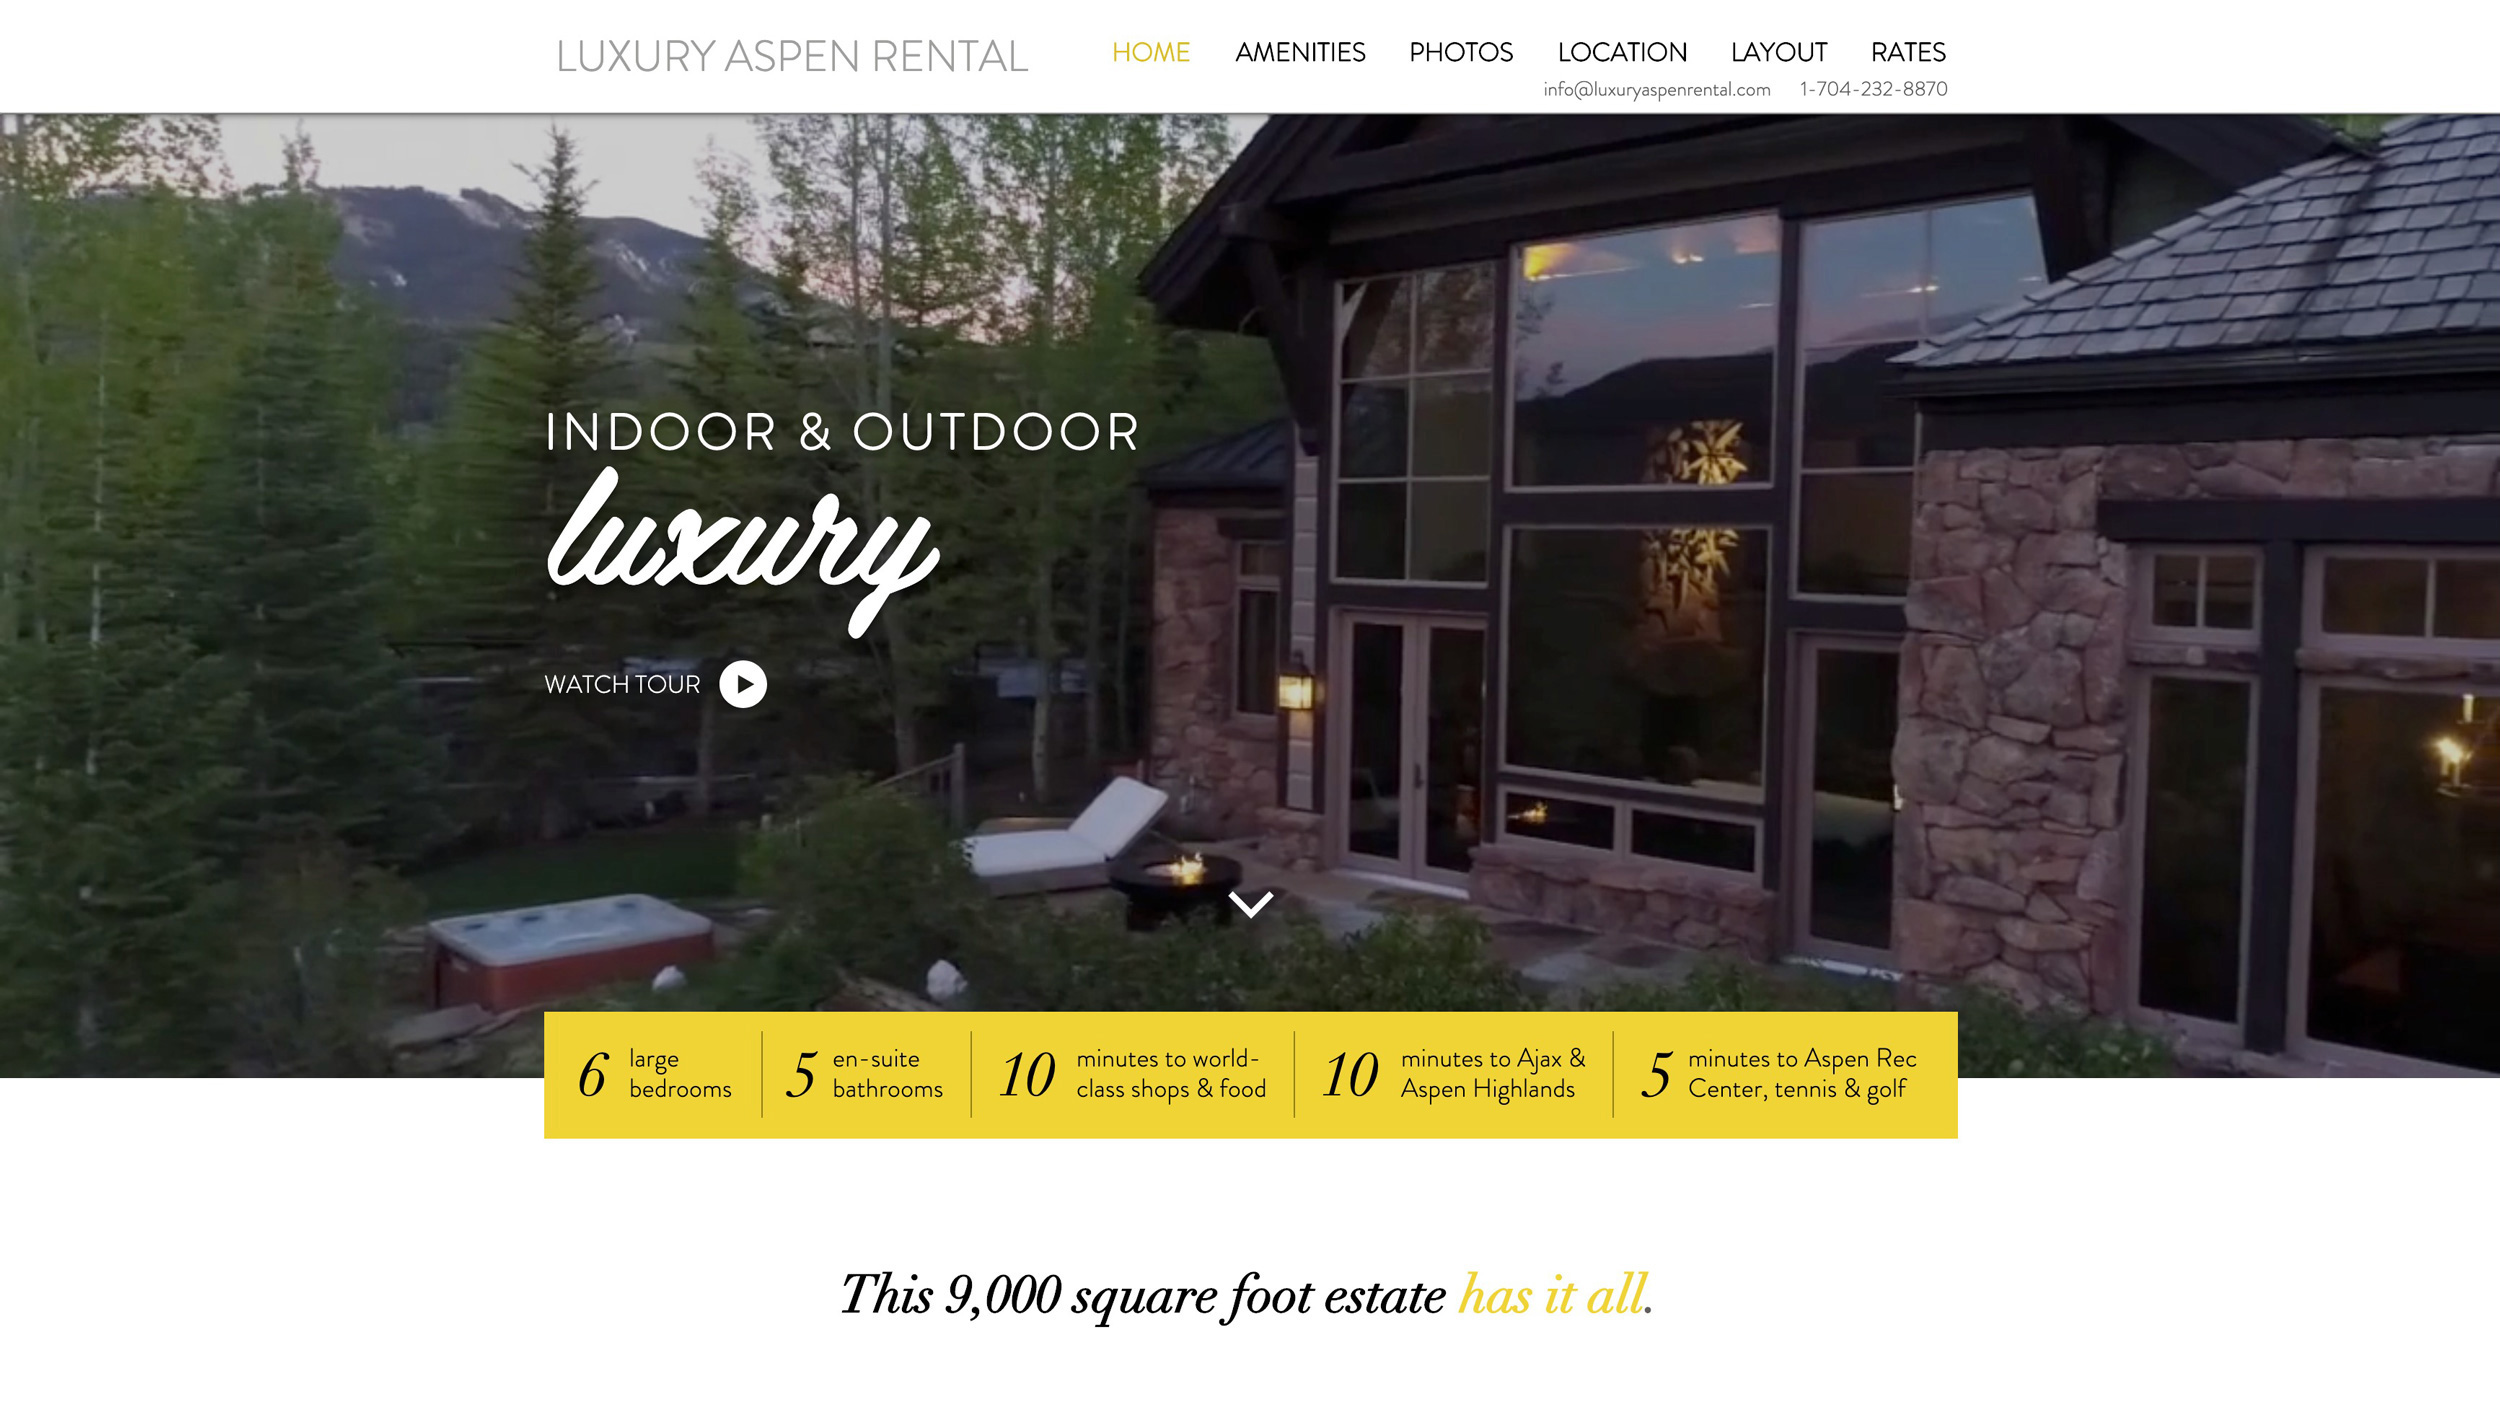 LUXURY ASPEN RENTAL
HOME AMENITIES PHOTOS LOCATION LAYOUT RATES
info@luxuryaspenrental.com 1-704-232-8870
INDOOR & OUTDOOR
luxury
WATCH TOUR
6 large
bedrooms
5 en-suite
bathrooms
10 minutes to world-
class shops & food
10 minutes to Ajax &
Aspen Highlands
5 minutes to Aspen Rec
Center, tennis & golf
This 9,000 square foot estate has it all.